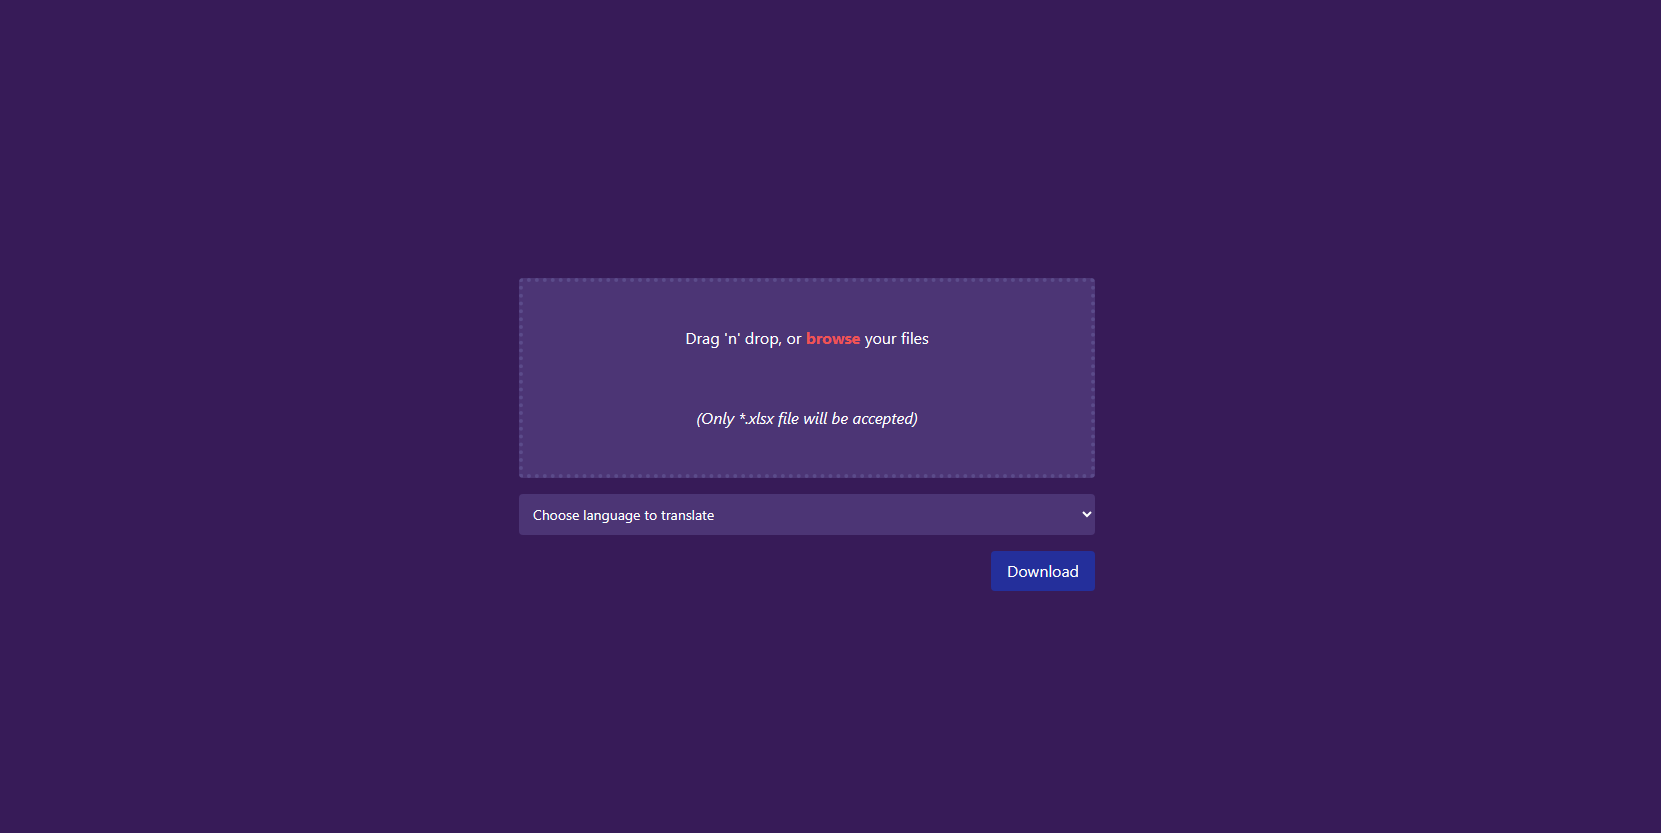 Drag 'n' drop, or browse your files
(Only *.xlsx file will be accepted)
Choose language to translate
Download